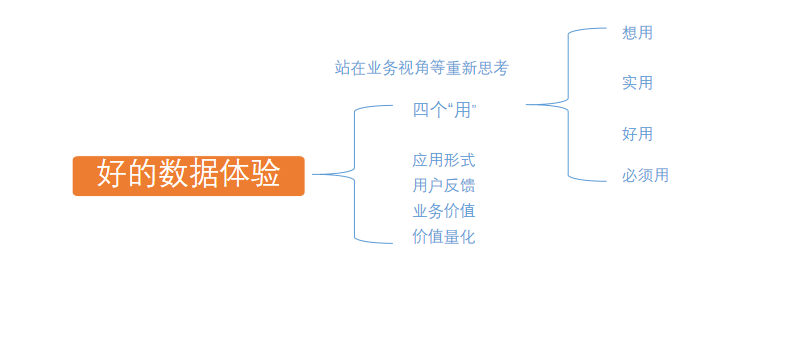 好的数据体验
站在业务视角等重新思考
四个“用”
应用形式
用户反馈
业务价值
价值量化
想用
实用
好用
必须用